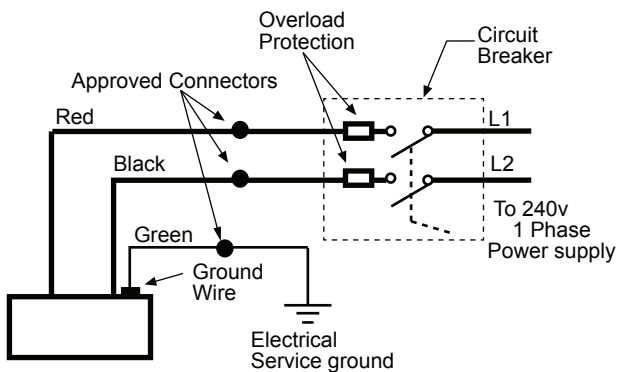 Overload
Protection
Circuit
Breaker
Approved Connectors
Red
L1
Black
L2
To 240v
1 Phase
Power supply
Green
Ground
Wire
Electrical
Service ground